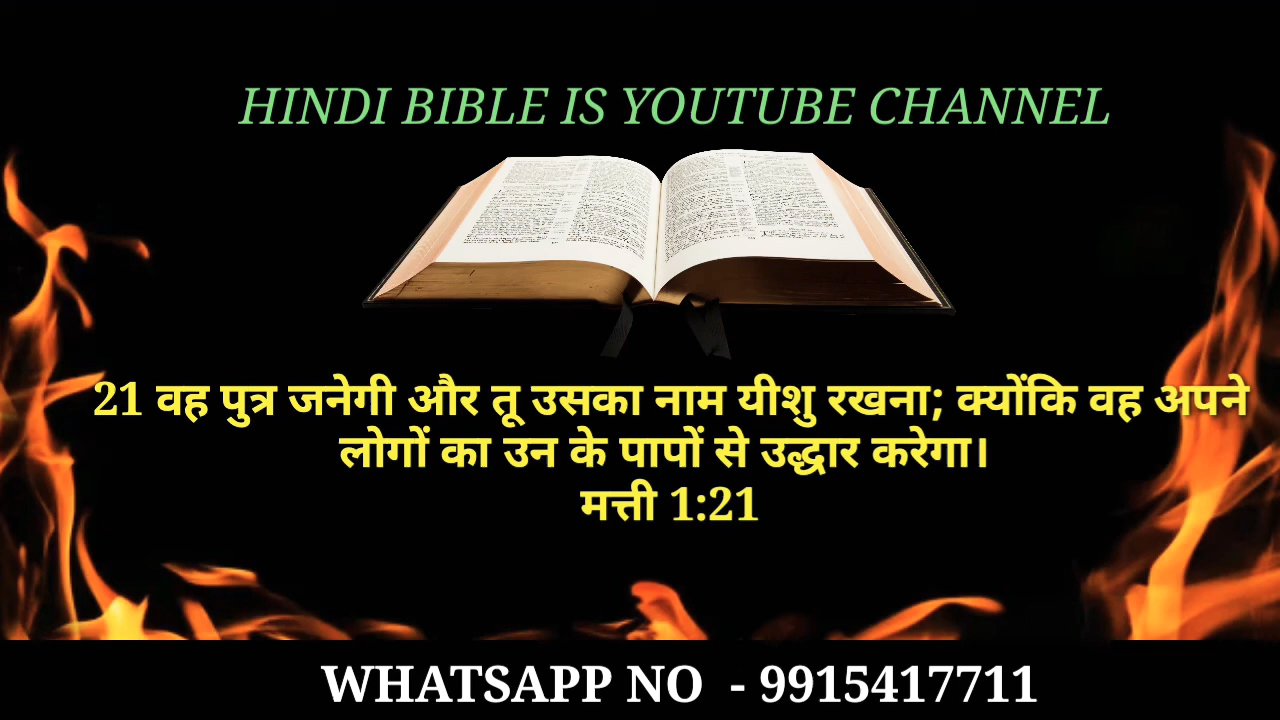 HINDI BIBLE IS YOUTUBE CHANNEL
21 वह पुत्र जनेगी और तू उसका नाम यीशु रखना; क्योंकि वह अपने
लोगों का उन के पापों से उद्धार करेगा।
मत्ती 1:21
WHATSAPP NO - 9915417711